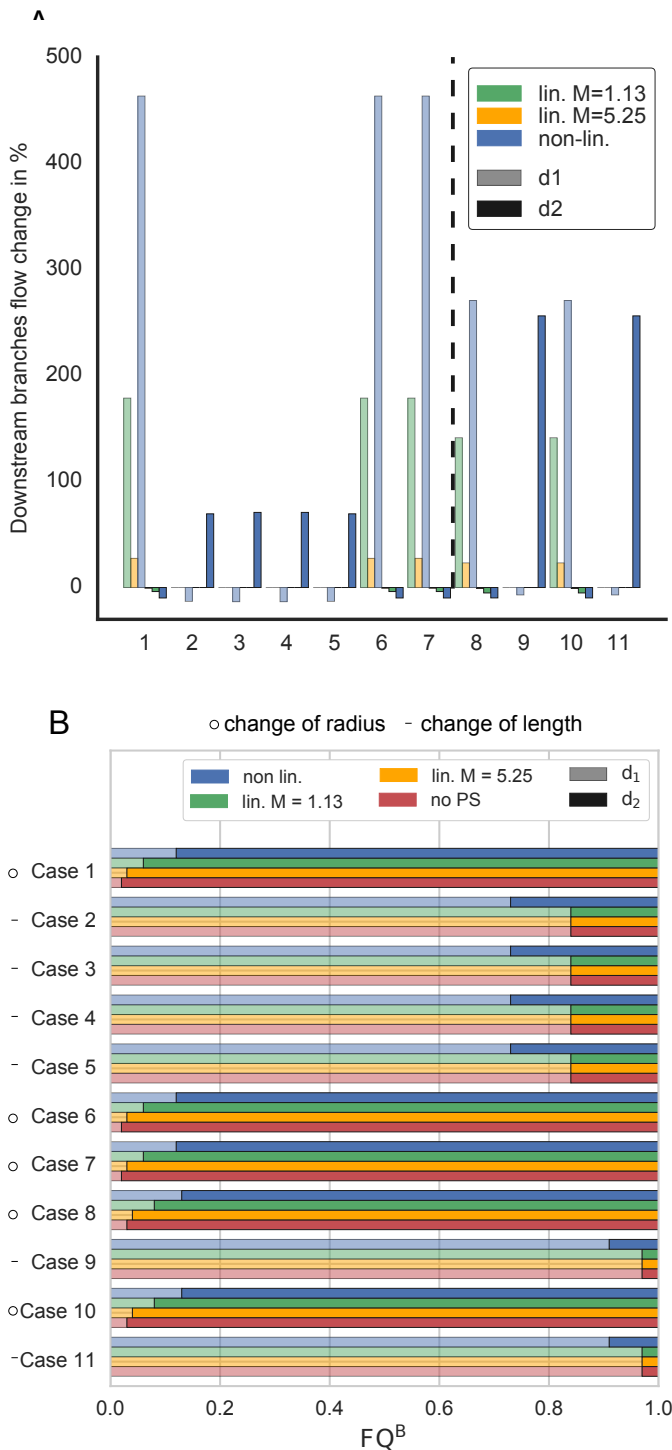 500
400
300
200
100
0
Downstream branches flow change in %
lin. M=1.13
lin. M=5.25
non-lin.
d1
d2
1 2 3 4 5 6 7 8 9 10 11
B
change of radius - change of length
non lin.
lin. M = 1.13
lin. M = 5.25
no PS
d₁
d₂
Case 1
- Case 2
- Case 3
- Case 4
- Case 5
Case 6
Case 7
Case 8
- Case 9
Case 10
-Case 11
0.0 0.2 0.4 0.6 0.8 1.0
FQᴮ